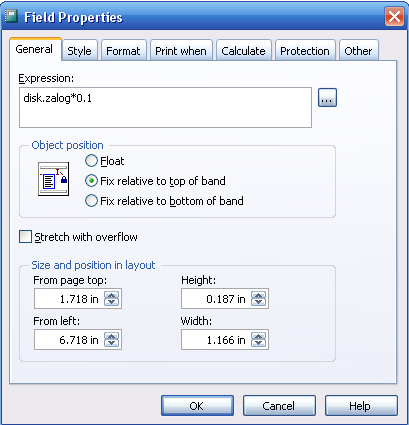 Field Properties
General Style Format Print when Calculate Protection Other
Expression:
disk.zalog*0.1
...
Object position
Float
Fix relative to top of band
Fix relative to bottom of band
Stretch with overflow
Size and position in layout
From page top: Height:
1.718 in 0.187 in
From left: Width:
6.718 in 1.166 in
OK Cancel Help